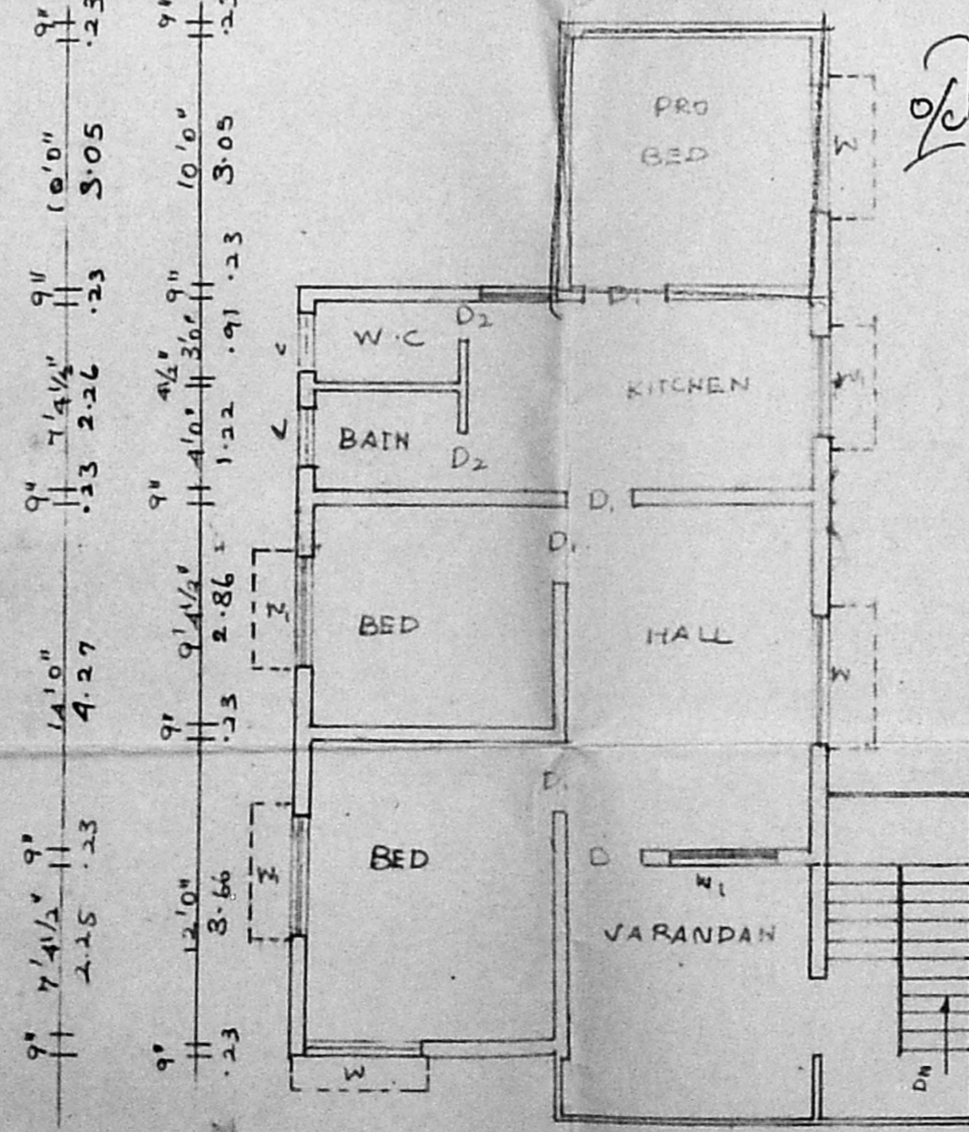 9"
.23
9"
10'0"
3.05
10'0"
3.05
PRO
BED
W
9"
.23
9"
.23
D1
3'0"
.91
D2
W.C
KITCHEN
W
7'4½"
2.26
4½"
4'0"
1.22
BATH
D2
9"
.23
9"
D1
D1
9'4½"
2.86
W
BED
HALL
W
14'0"
4.27
9"
.23
D1
BED
W
D
W1
9"
.23
12'0"
3.66
VARANDAH
7'4½"
2.25
9"
9"
.23
W
DN